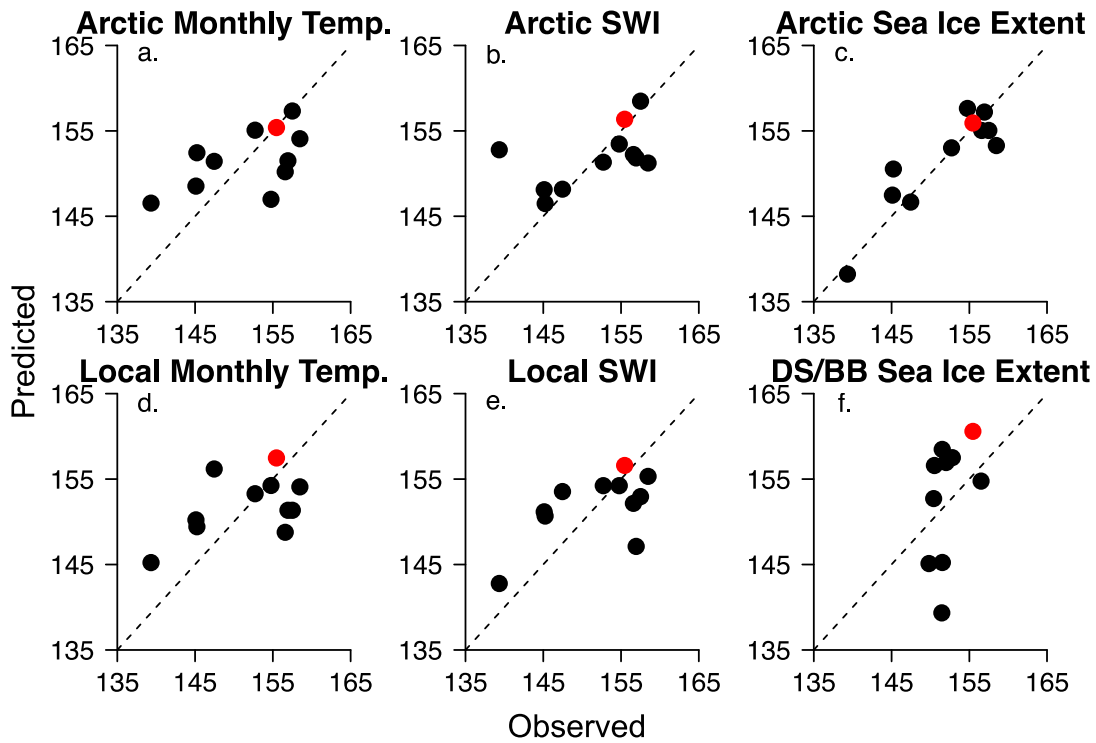 Arctic Monthly Temp.
Arctic SWI
Arctic Sea Ice Extent
a.
b.
c.
165
155
145
135
135 145 155 165
165
155
145
135
135 145 155 165
165
155
145
135
135 145 155 165
Predicted
Local Monthly Temp.
Local SWI
DS/BB Sea Ice Extent
d.
e.
f.
165
155
145
135
135 145 155 165
165
155
145
135
135 145 155 165
165
155
145
135
135 145 155 165
Observed